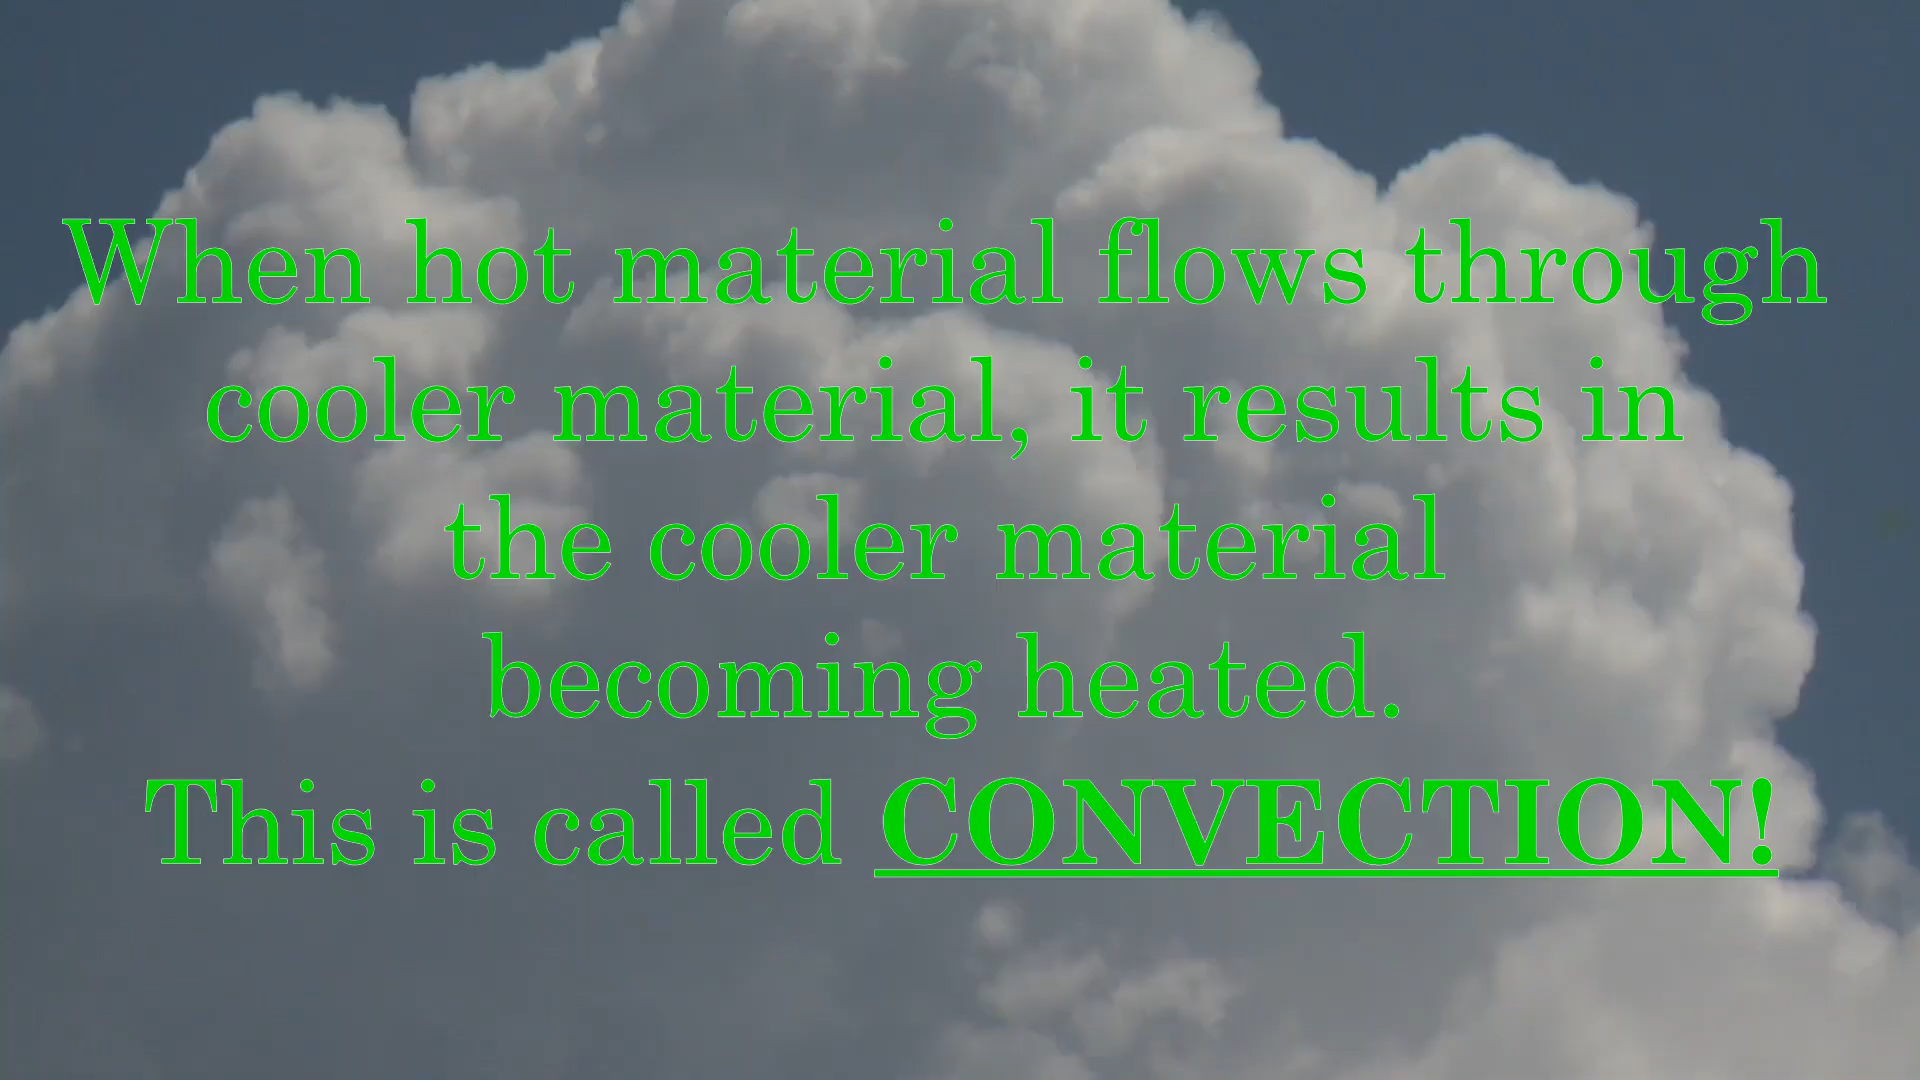 When hot material flows through
cooler material, it results in
the cooler material
becoming heated.
This is called CONVECTION!